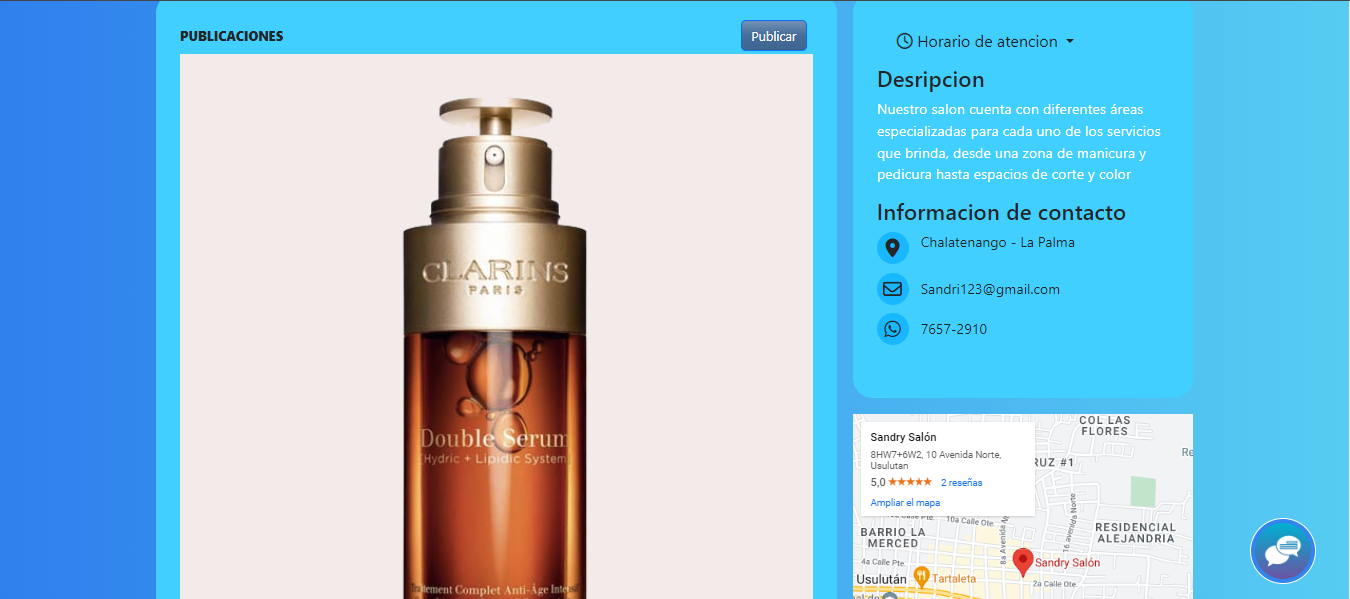 PUBLICACIONES
Publicar
CLARINS
PARIS
Double Serum
[Hydric + Lipidic System]
Traitement Complet Anti-Âge Intensif
Horario de atencion
Desripcion
Nuestro salon cuenta con diferentes áreas
especializadas para cada uno de los servicios
que brinda, desde una zona de manicura y
pedicura hasta espacios de corte y color
Informacion de contacto
Chalatenango - La Palma
Sandri123@gmail.com
7657-2910
Sandry Salón
8HW7+6W2, 10 Avenida Norte,
Usulutan
5,0
2 reseñas
Ampliar el mapa
COL LAS
FLORES
RUZ #1
Re
10a Calle Ote.
BARRIO LA
MERCED
8a Avenida N
16 avenida Norte
RESIDENCIAL
ALEJANDRIA
4a Calle Pte.
Sandry Salón
Usulután
Tartaleta
2a Calle Ote.